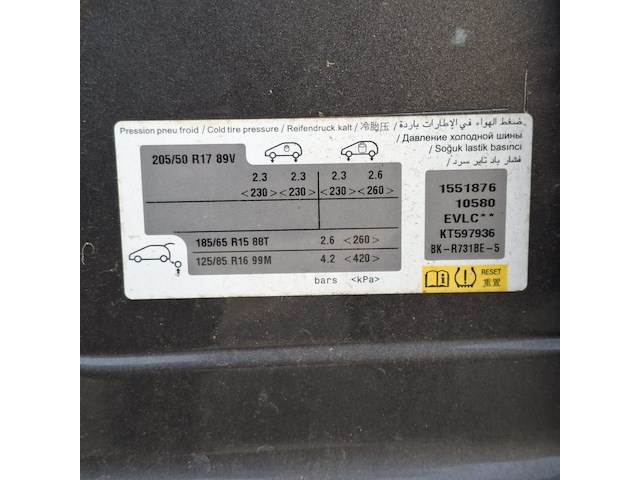 Pression pneu froid / Cold tire pressure / Reifendruck kalt / 冷胎压 / ضغط الهواء في الإطارات باردة
/ Давление холодной шины
/ Soğuk lastik basıncı
/ فشار باد تایر سرد
205/50 R17 89V
2.3 2.3 2.3 2.6
<230> <230> <230> <260>
185/65 R15 88T 2.6 <260>
125/85 R16 99M 4.2 <420>
bars <kPa>
1551876
10580
EVLC**
KT597936
BK-R731BE-5
RESET
重置